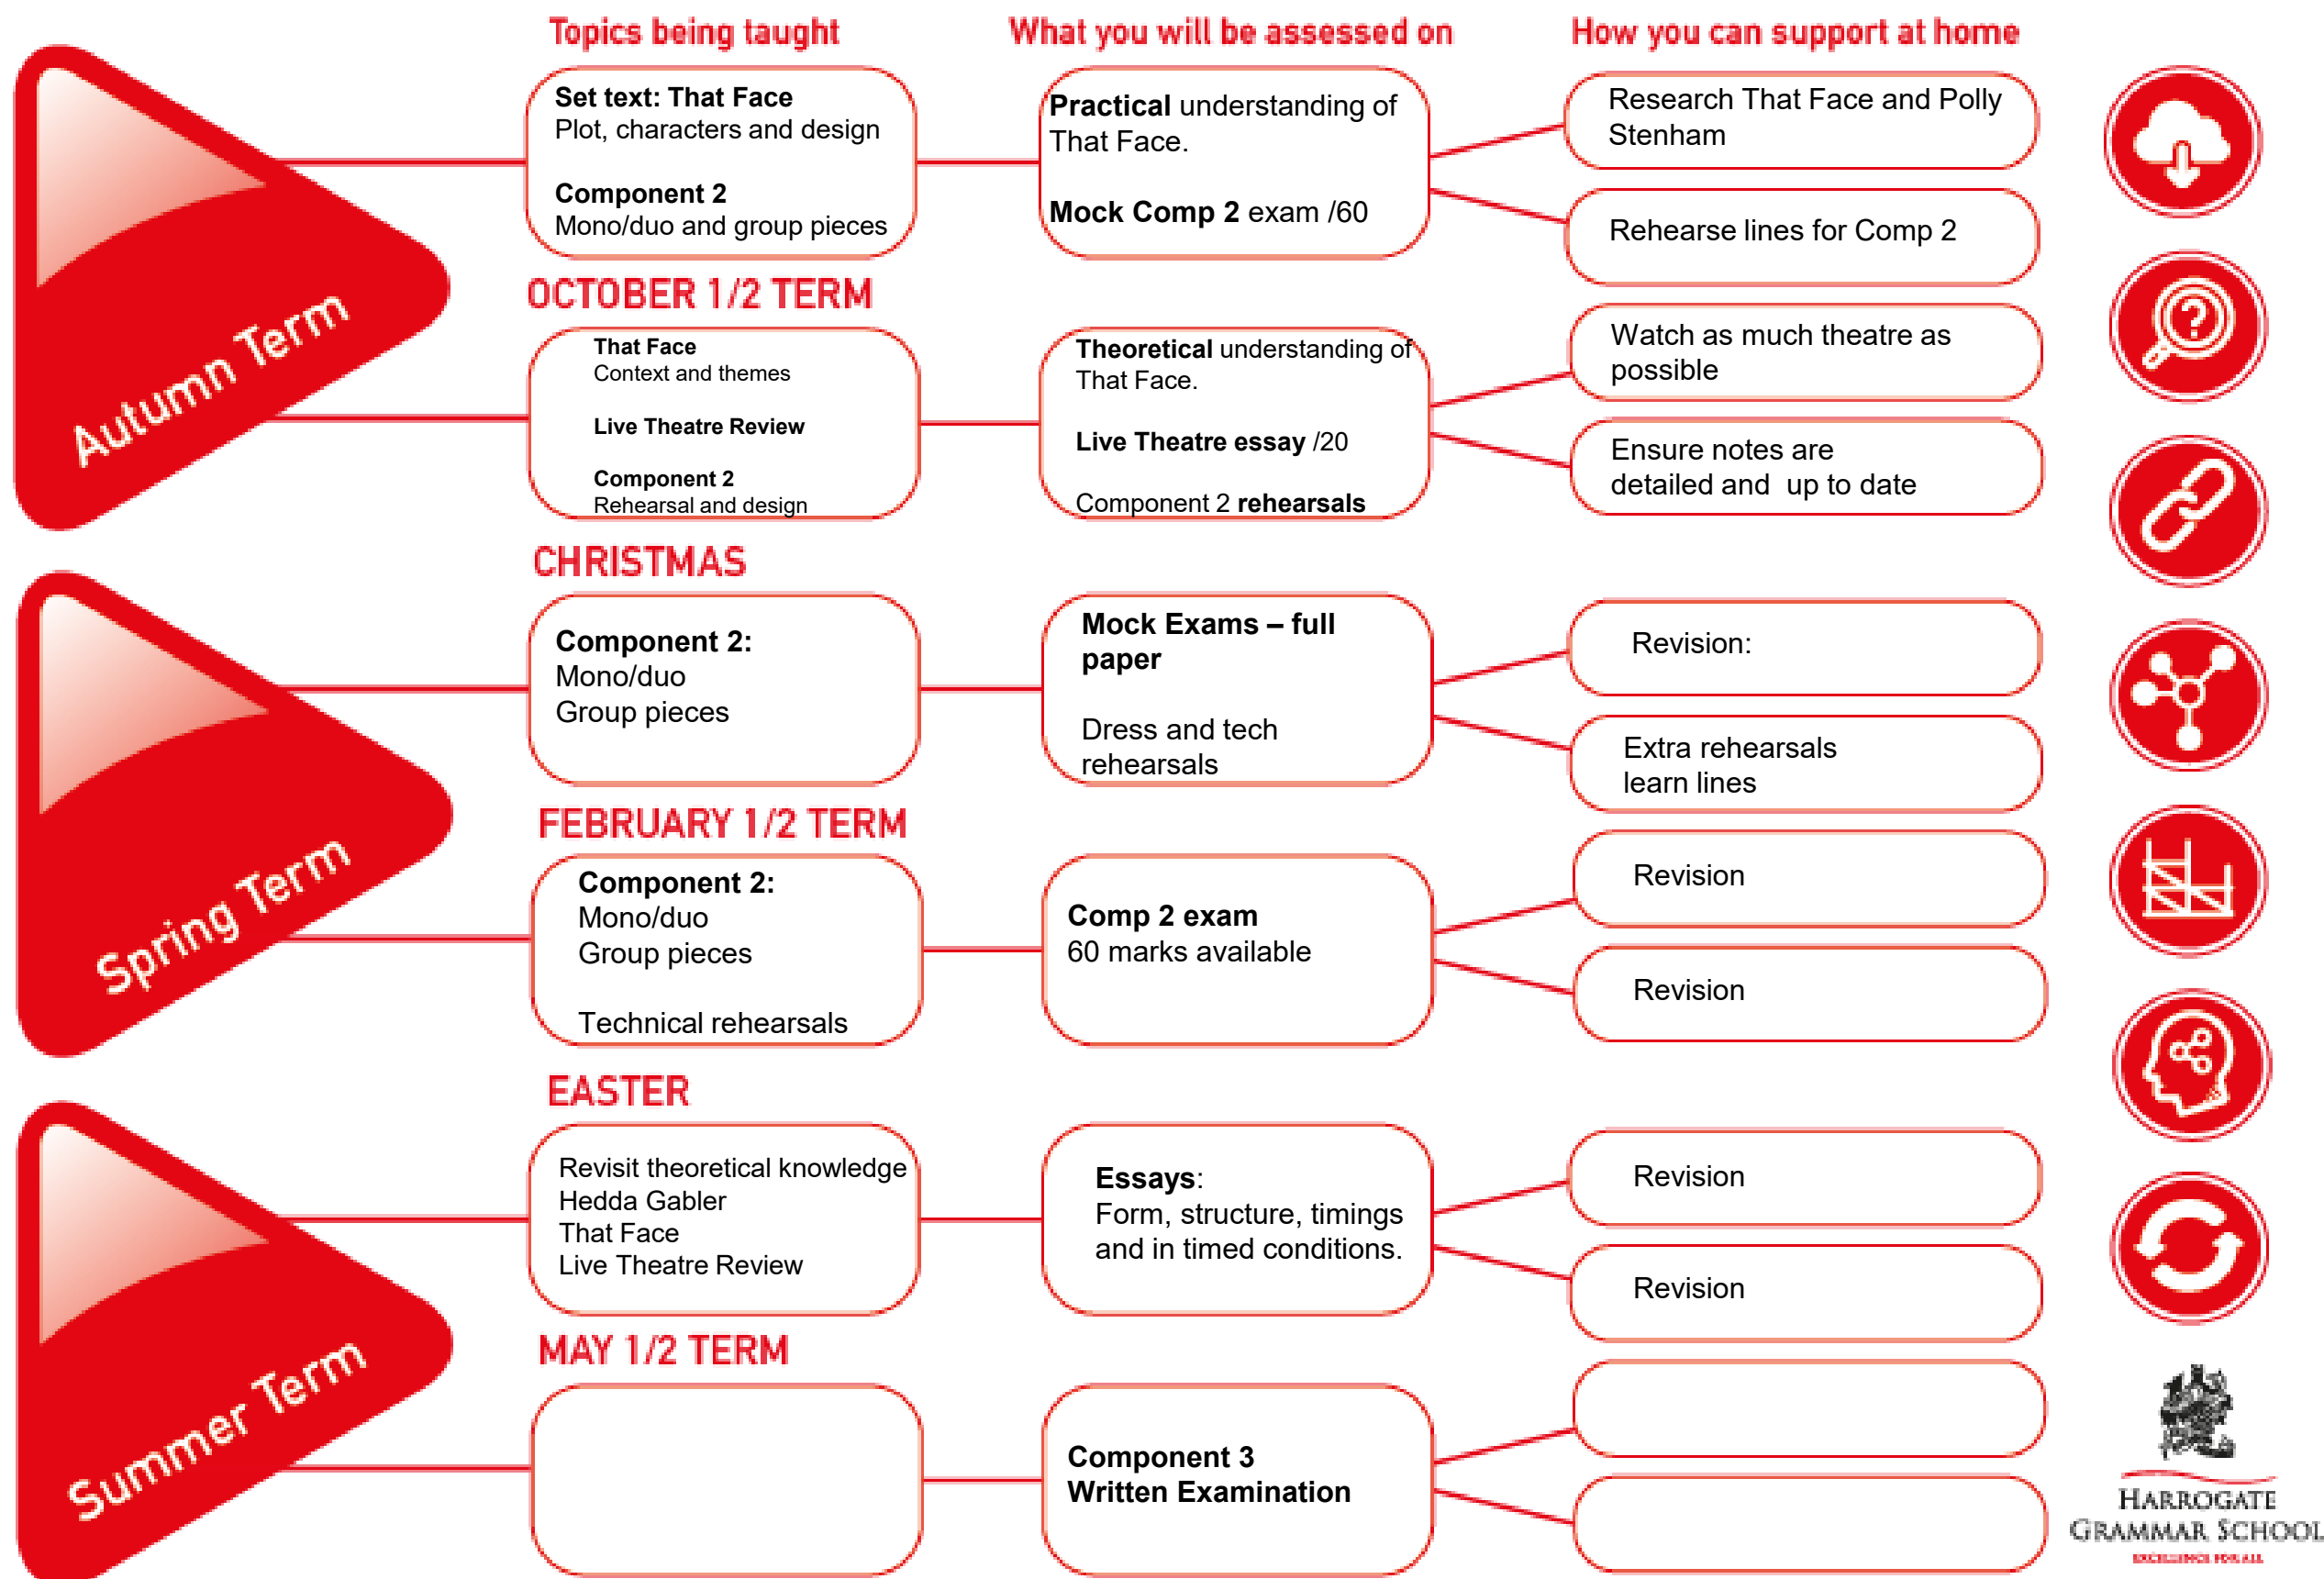 Topics being taught
What you will be assessed on
How you can support at home
Autumn Term
Set text: That Face
Plot, characters and design
Component 2
Mono/duo and group pieces
Practical understanding of
That Face.
Mock Comp 2 exam /60
Research That Face and Polly
Stenham
Rehearse lines for Comp 2
OCTOBER 1/2 TERM
That Face
Context and themes
Live Theatre Review
Component 2
Rehearsal and design
Theoretical understanding of
That Face.
Live Theatre essay /20
Component 2 rehearsals
Watch as much theatre as
possible
Ensure notes are
detailed and  up to date
CHRISTMAS
Spring Term
Component 2:
Mono/duo
Group pieces
Mock Exams – full
paper
Dress and tech
rehearsals
Revision:
Extra rehearsals
learn lines
FEBRUARY 1/2 TERM
Component 2:
Mono/duo
Group pieces
Technical rehearsals
Comp 2 exam
60 marks available
Revision
Revision
EASTER
Summer Term
Revisit theoretical knowledge
Hedda Gabler
That Face
Live Theatre Review
Essays:
Form, structure, timings
and in timed conditions.
Revision
Revision
MAY 1/2 TERM
Component 3
Written Examination
?
HARROGATE
GRAMMAR SCHOOL
EXCELLENCE FOR ALL